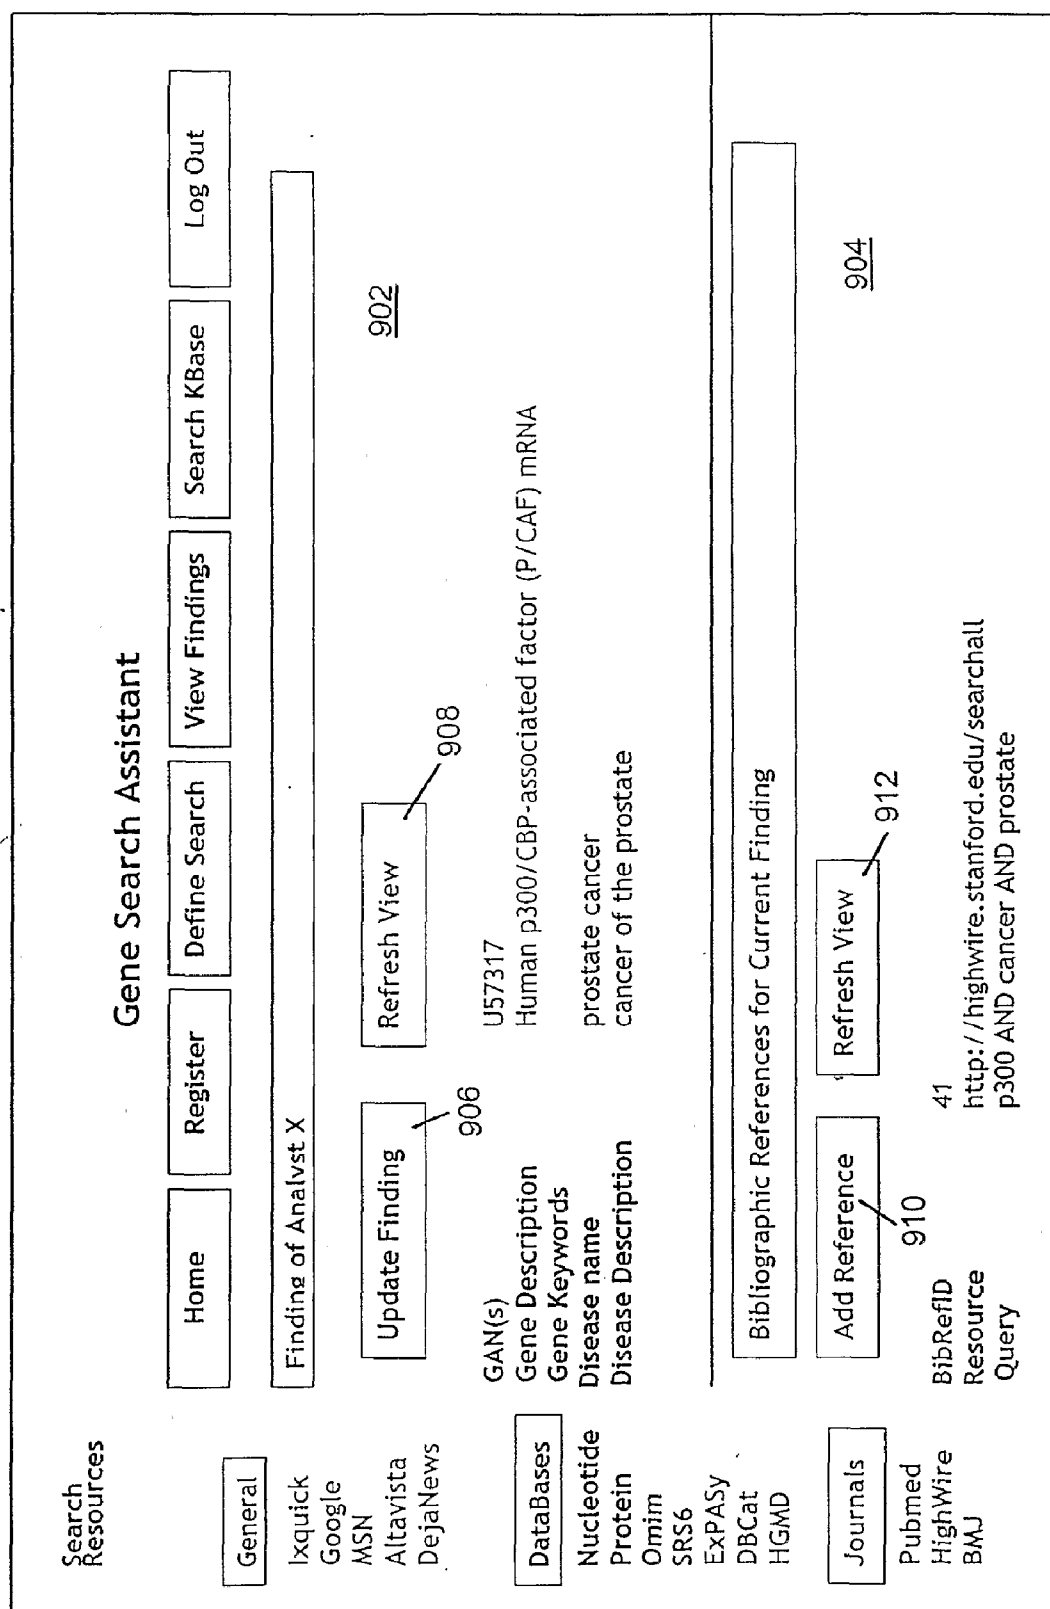 Gene Search Assistant
Search
Resources
Home
Register
Define Search
View Findings
Search KBase
Log Out
General
Ixquick
Google
MSN
Altavista
DejaNews
DataBases
Nucleotide
Protein
Omim
SRS6
ExPASy
DBCat
HGMD
Journals
Pubmed
HighWire
BMJ
Finding of Analyst X
Update Finding
Refresh View
906
908
902
GAN(s) U57317
Gene Description Human p300/CBP-associated factor (P/CAF) mRNA
Gene Keywords
Disease name prostate cancer
Disease Description cancer of the prostate
Bibliographic References for Current Finding
Add Reference
Refresh View
910
912
904
BibRefID 41
Resource http://highwire.stanford.edu/searchall
Query p300 AND cancer AND prostate